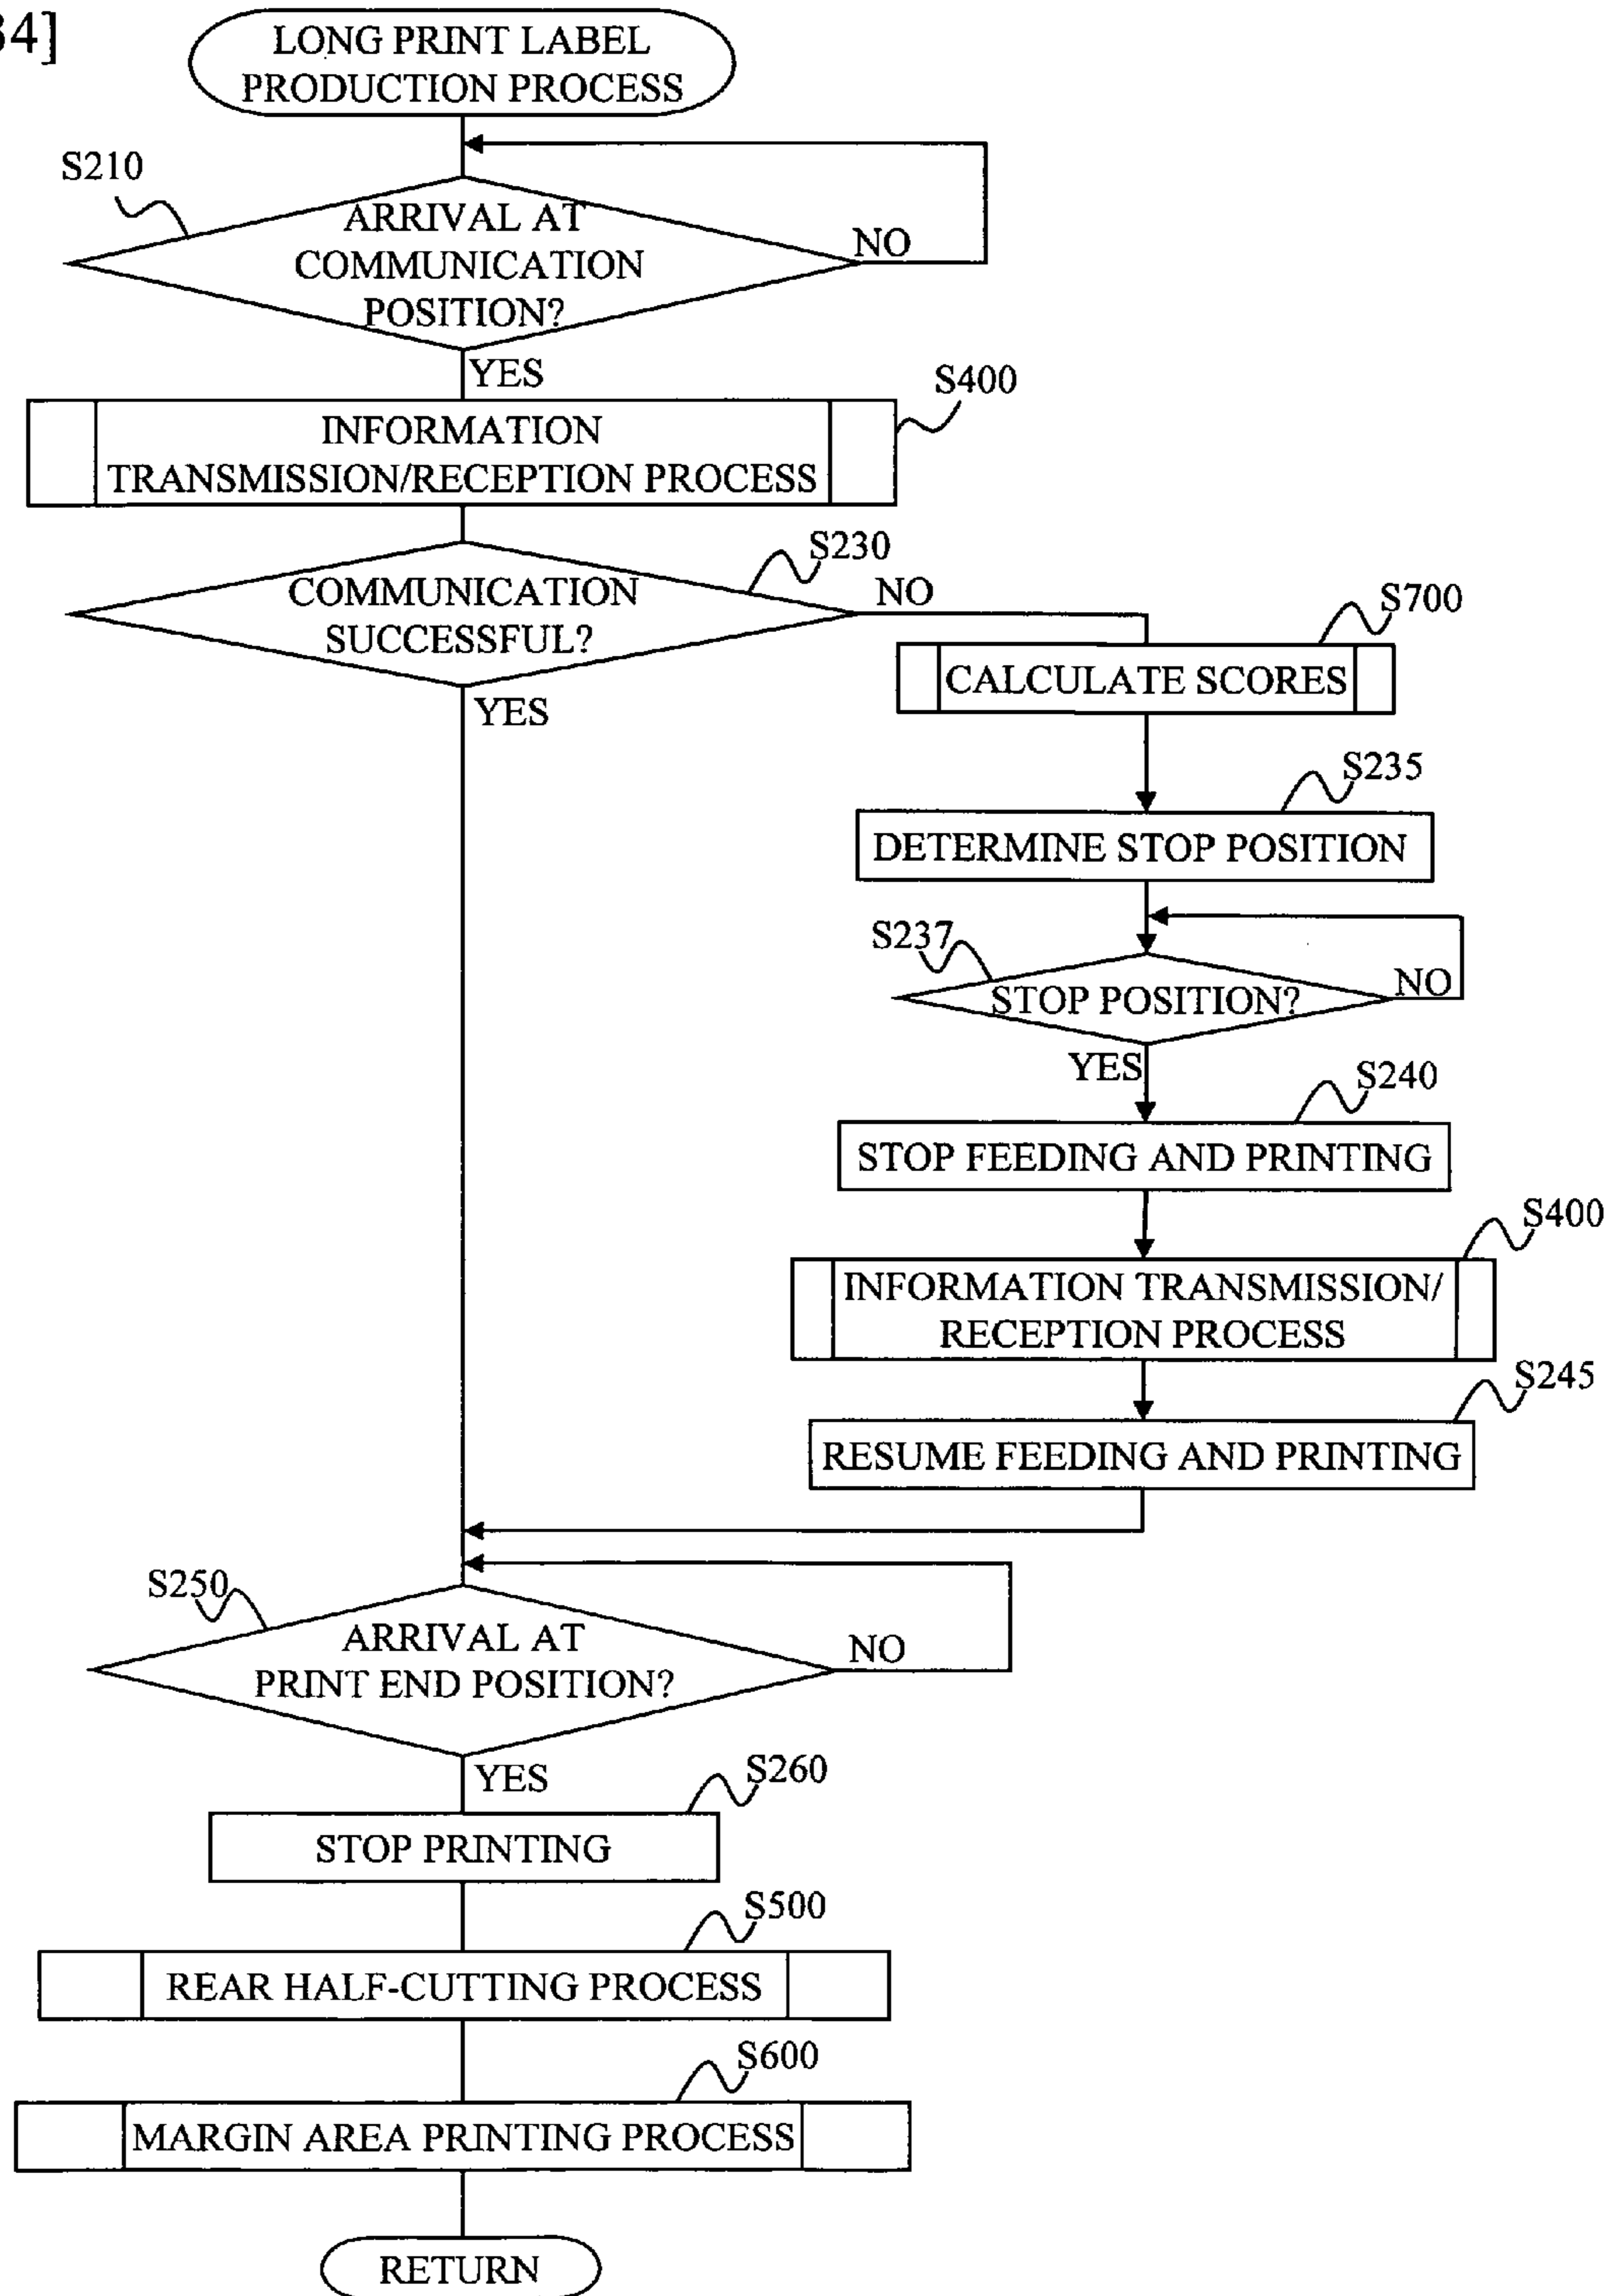 34]
LONG PRINT LABEL
PRODUCTION PROCESS
S210
ARRIVAL AT
COMMUNICATION
POSITION?
NO
YES
S400
INFORMATION
TRANSMISSION/RECEPTION PROCESS
S230
COMMUNICATION
SUCCESSFUL?
NO
YES
S700
CALCULATE SCORES
S235
DETERMINE STOP POSITION
S237
STOP POSITION?
NO
YES
S240
STOP FEEDING AND PRINTING
S400
INFORMATION TRANSMISSION/
RECEPTION PROCESS
S245
RESUME FEEDING AND PRINTING
S250
ARRIVAL AT
PRINT END POSITION?
NO
YES
S260
STOP PRINTING
S500
REAR HALF-CUTTING PROCESS
S600
MARGIN AREA PRINTING PROCESS
RETURN